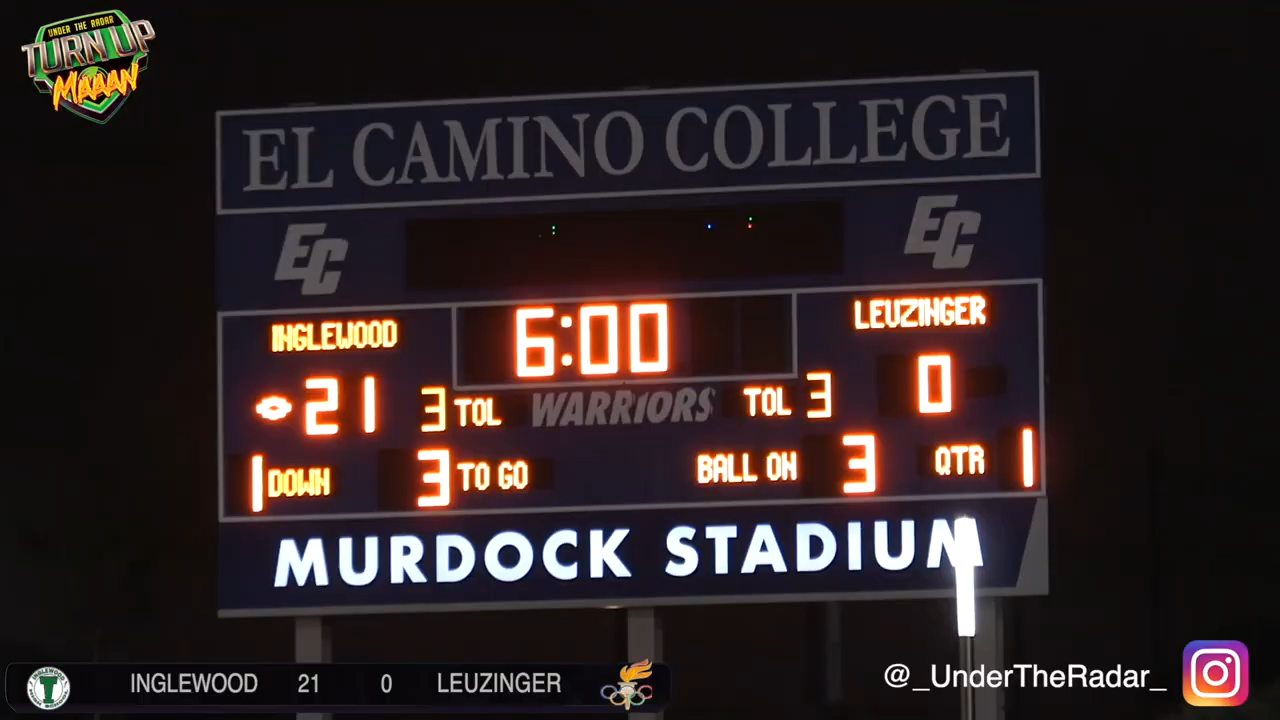 UNDER THE RADAR
TURN UP
MAAAN
EL CAMINO COLLEGE
EC EC
6:00
INGLEWOOD LEUZINGER
21 3 TOL WARRIORS TOL 3 0
1 DOWN 3 TO GO BALL ON 3 QTR 1
MURDOCK STADIUM
INGLEWOOD 21 0 LEUZINGER
@_UnderTheRadar_